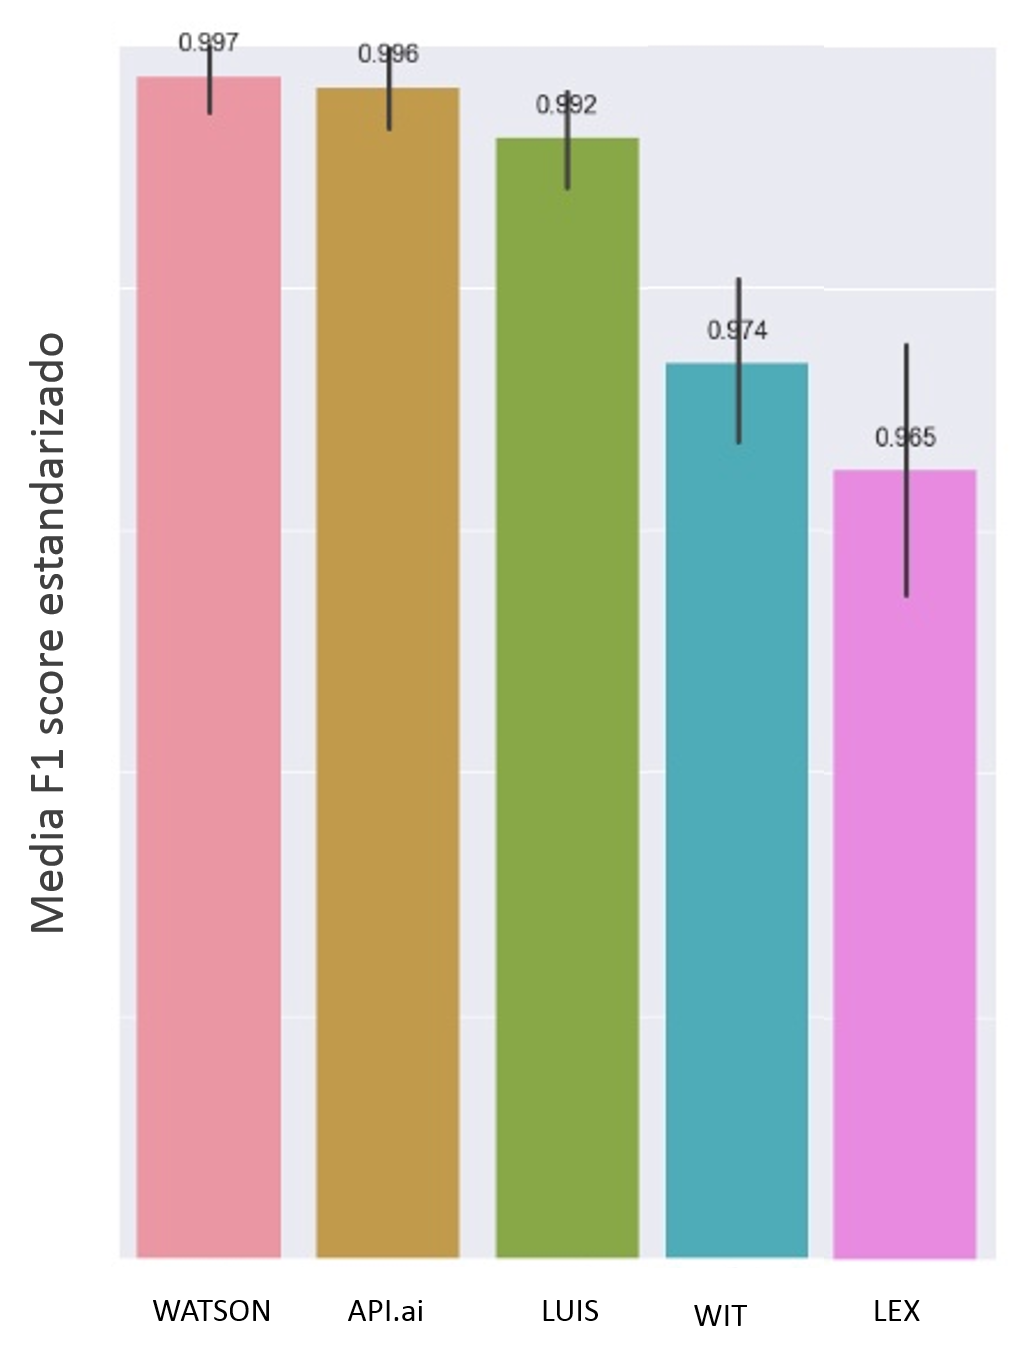 0.997
0.996
0.992
0.974
0.965
Media F1 score estandarizado
WATSON
API.ai
LUIS
WIT
LEX